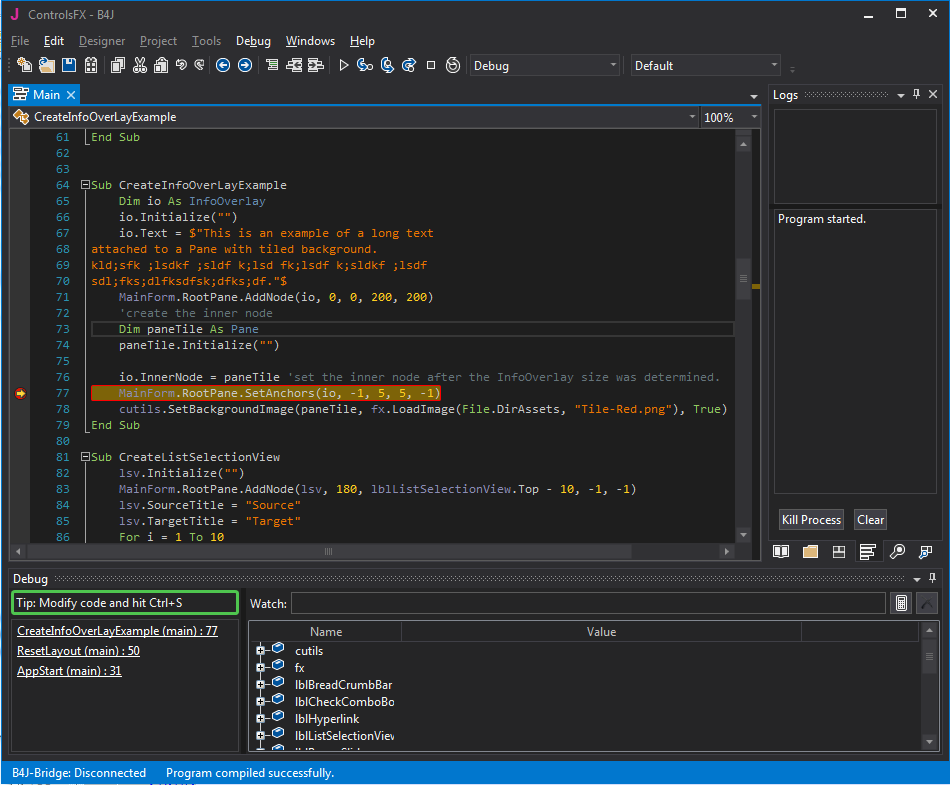 J ControlsFX - B4J
File Edit Designer Project Tools Debug Windows Help
Debug Default
Main Logs
CreateInfoOverLayExample 100%
61 End Sub
62
63
64 Sub CreateInfoOverLayExample
65 Dim io As InfoOverlay
66 io.Initialize("")
67 io.Text = $"This is an example of a long text
68 attached to a Pane with tiled background.
69 kld;sfk ;lsdkf ;sldf k;lsd fk;lsdf k;sldkf ;lsdf
70 sdl;fks;dlfksdfsk;dfks;df."$
71 MainForm.RootPane.AddNode(io, 0, 0, 200, 200)
72 'create the inner node
73 Dim paneTile As Pane
74 paneTile.Initialize("")
75
76 io.InnerNode = paneTile 'set the inner node after the InfoOverlay size was determined.
77 MainForm.RootPane.SetAnchors(io, -1, 5, 5, -1)
78 cutils.SetBackgroundImage(paneTile, fx.LoadImage(File.DirAssets, "Tile-Red.png"), True)
79 End Sub
80
81 Sub CreateListSelectionView
82 lsv.Initialize("")
83 MainForm.RootPane.AddNode(lsv, 180, lblListSelectionView.Top - 10, -1, -1)
84 lsv.SourceTitle = "Source"
85 lsv.TargetTitle = "Target"
86 For i = 1 To 10
Program started.
Kill Process Clear
Debug
Tip: Modify code and hit Ctrl+S
CreateInfoOverLayExample (main) : 77
ResetLayout (main) : 50
AppStart (main) : 31
Watch:
Name Value
cutils
fx
lblBreadCrumbBar
lblCheckComboBo
lblHyperlink
lblListSelectionView
B4J-Bridge: Disconnected Program compiled successfully.